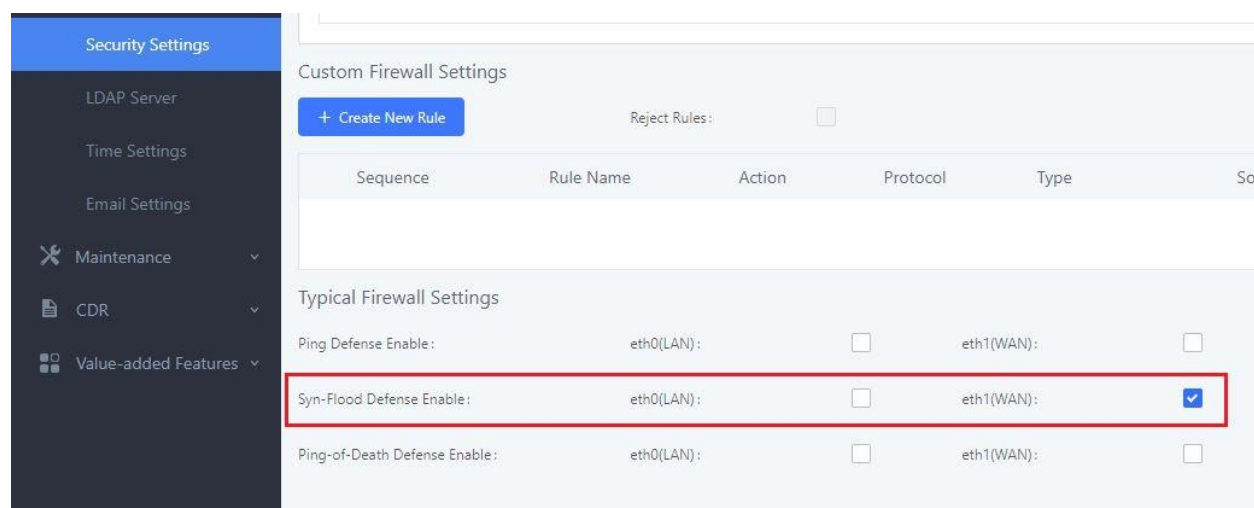 Security Settings
LDAP Server
Time Settings
Email Settings
Maintenance
CDR
Value-added Features
Custom Firewall Settings
+ Create New Rule Reject Rules:
Sequence Rule Name Action Protocol Type So
Typical Firewall Settings
Ping Defense Enable: eth0(LAN): eth1(WAN):
Syn-Flood Defense Enable: eth0(LAN): eth1(WAN):
Ping-of-Death Defense Enable: eth0(LAN): eth1(WAN):